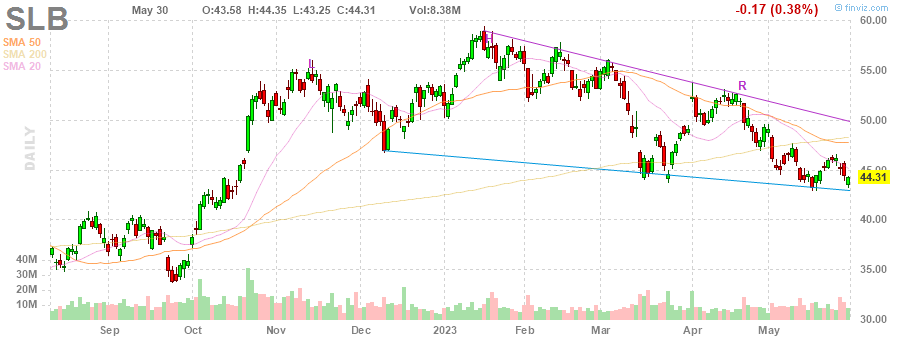 SLB May 30 O:43.58 H:44.35 L:43.25 C:44.31 Vol:8.38M -0.17 (0.38%) © finviz.com
SMA 50
SMA 200
SMA 20
DAILY
60.00
55.00
50.00
45.00
44.31
40.00
35.00
30.00
40M
30M
20M
10M
L
H
R
Sep Oct Nov Dec 2023 Feb Mar Apr May